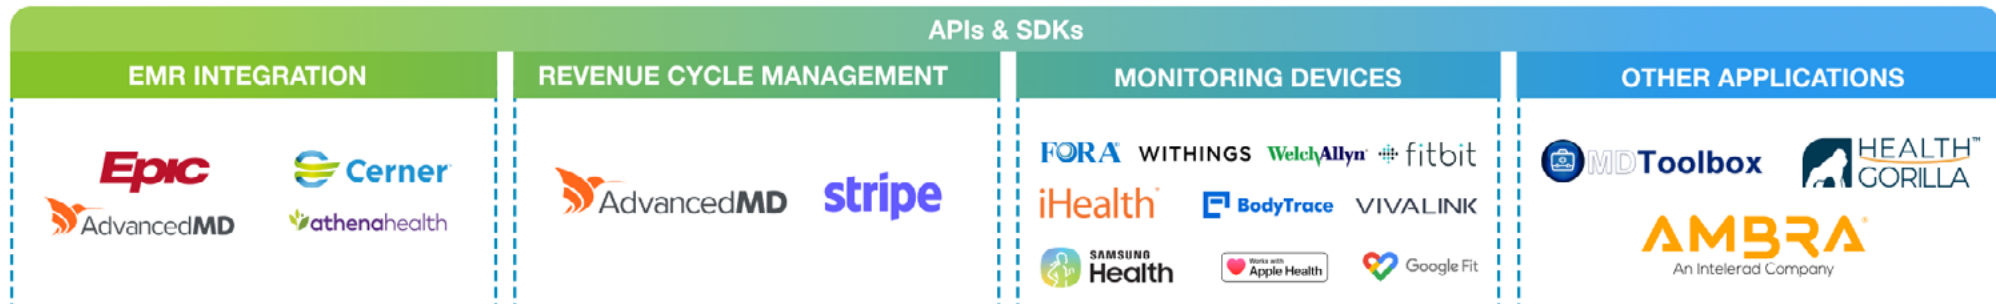 APIs & SDKs
EMR INTEGRATION
REVENUE CYCLE MANAGEMENT
MONITORING DEVICES
OTHER APPLICATIONS
Epic
Cerner
AdvancedMD
athenahealth
AdvancedMD
stripe
FORA
WITHINGS
WelchAllyn
fitbit
iHealth
BodyTrace
VIVALINK
SAMSUNG
Health
Works with
Apple Health
Google Fit
MDToolbox
HEALTH™
GORILLA
AMBRA
An Intelerad Company